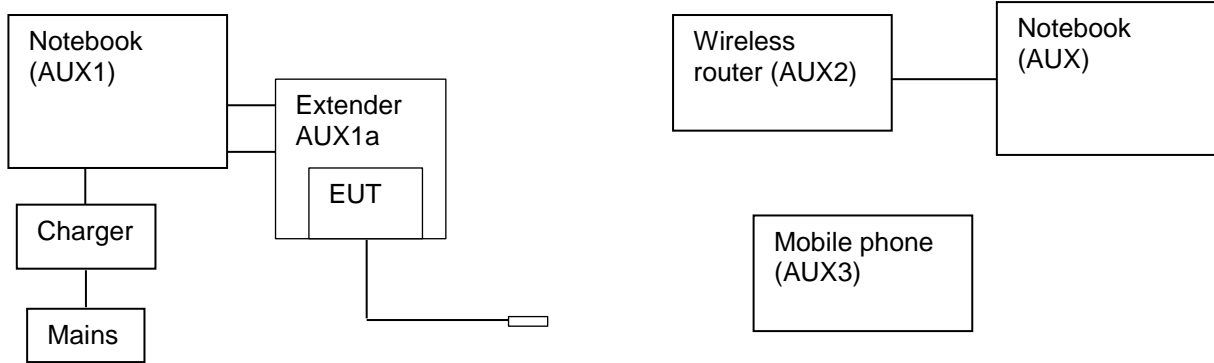 Notebook
(AUX1)
Extender
AUX1a
EUT
Charger
Mains
Wireless
router (AUX2)
Notebook
(AUX)
Mobile phone
(AUX3)